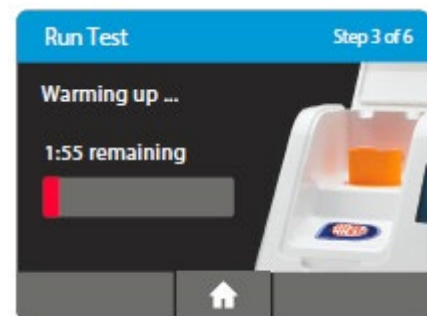 Run Test
Step 3 of 6
Warming up ...
1:55 remaining